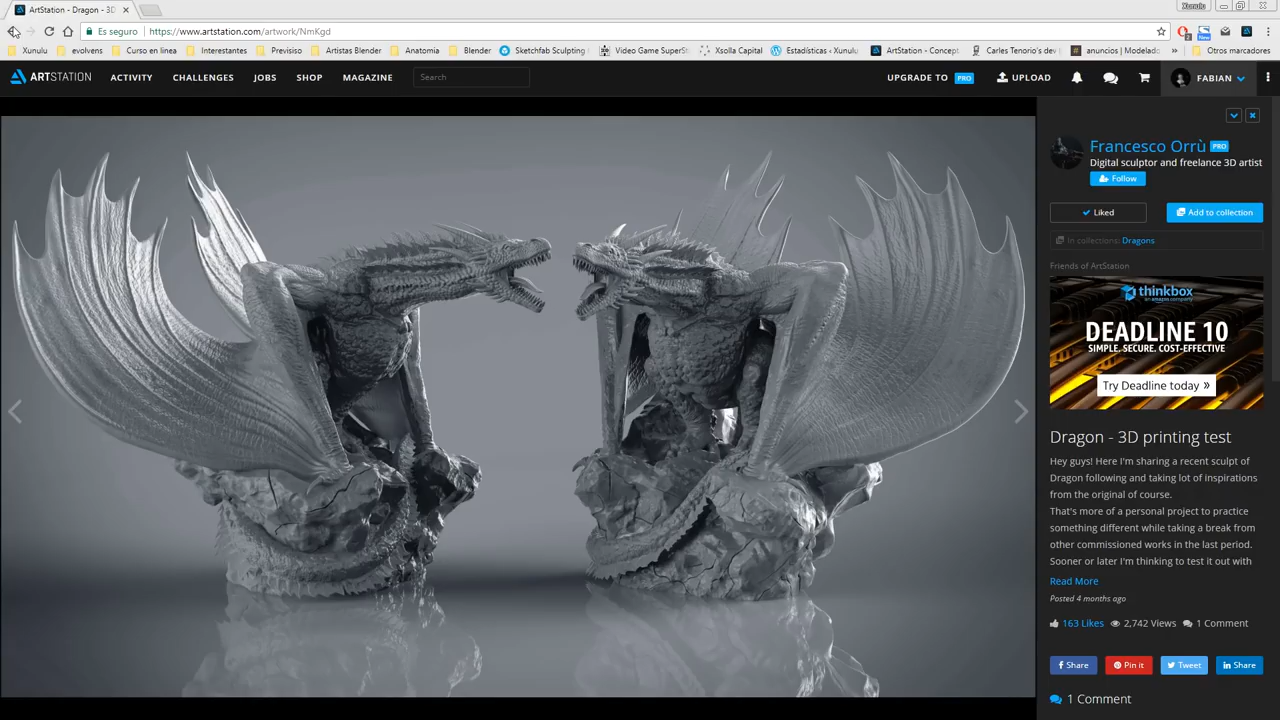 ArtStation - Dragon - 3D
Xunulu
Es seguro
https://www.artstation.com/artwork/NmKgd
Xunulu
evolvens
Curso en linea
Interestantes
Previsiso
Artistas Blender
Anatomia
Blender
Sketchfab Sculpting
Video Game SuperSt
Xsolla Capital
Estadísticas ‹ Xunulu
ArtStation - Concept
Carles Tenorio's dev
anuncios | Modelado
»
Otros marcadores
ARTSTATION
ACTIVITY
CHALLENGES
JOBS
SHOP
MAGAZINE
Search
UPGRADE TO PRO
UPLOAD
FABIAN
Francesco Orrù PRO
Digital sculptor and freelance 3D artist
Follow
Liked
Add to collection
In collections: Dragons
Friends of ArtStation
thinkbox
DEADLINE 10
SIMPLE. SECURE. COST-EFFECTIVE
Try Deadline today »
Dragon - 3D printing test
Hey guys! Here I'm sharing a recent sculpt of
Dragon following and taking lot of inspirations
from the original of course.
That's more of a personal project to practice
something different while taking a break from
other commissioned works in the last period.
Sooner or later I'm thinking to test it out with
Read More
Posted 4 months ago
163 Likes
2,742 Views
1 Comment
Share
Pin it
Tweet
Share
1 Comment